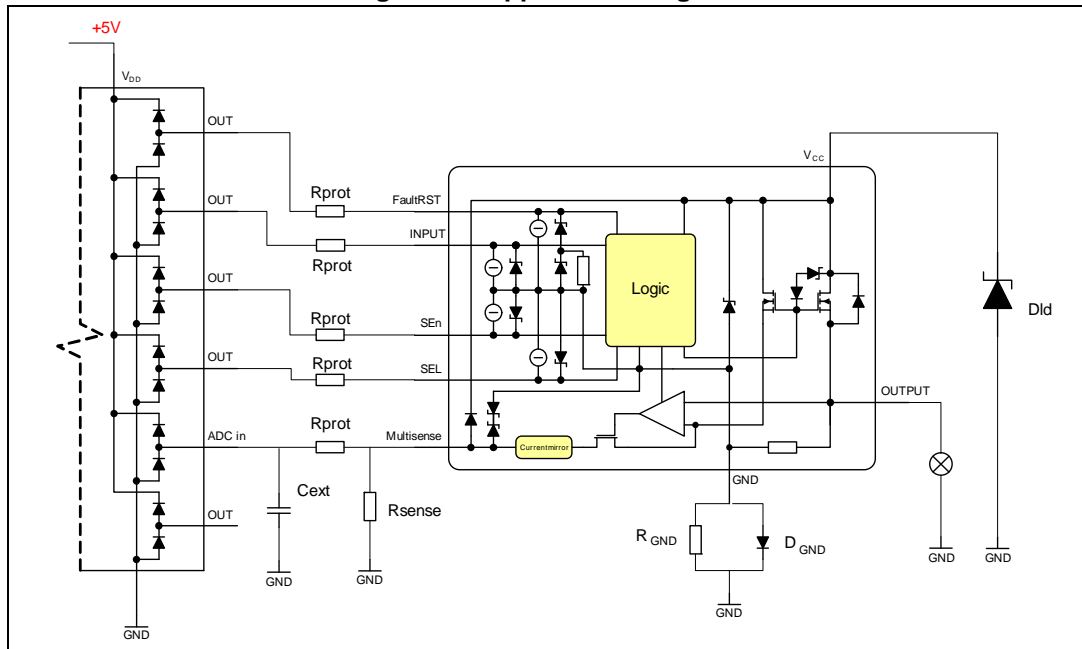 +5V
VDD
OUT
VCC
Rprot
FaultRST
OUT
INPUT
Rprot
Logic
OUT
Dld
Rprot
SEn
OUT
Rprot
SEL
OUTPUT
ADC in
Rprot
Multisense
Currentmirror
GND
Cext
Rsense
OUT
RGND
DGND
GND
GND
GND
GND
GND
GND